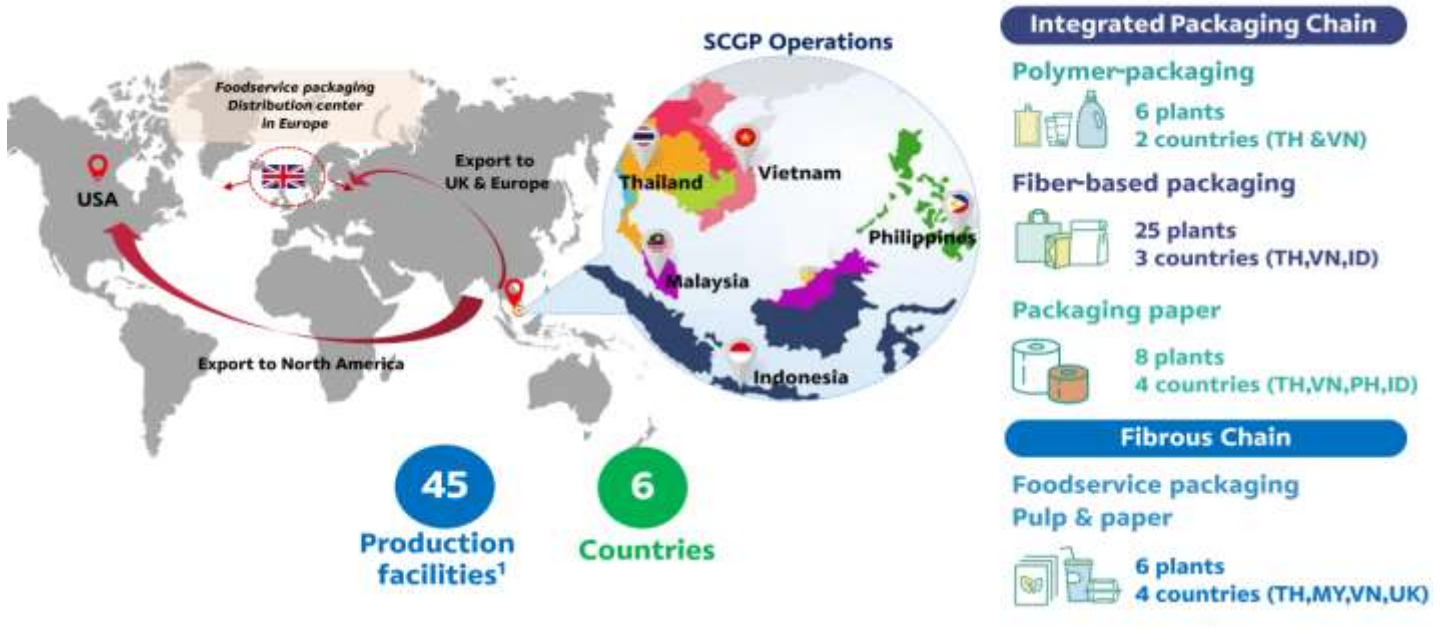 SCGP Operations
Foodservice packaging
Distribution center
in Europe
USA
Export to
UK & Europe
Export to North America
Thailand
Vietnam
Philippines
Malaysia
Indonesia
45
Production
facilities¹
6
Countries
Integrated Packaging Chain
Polymer-packaging
6 plants
2 countries (TH &VN)
Fiber-based packaging
25 plants
3 countries (TH,VN,ID)
Packaging paper
8 plants
4 countries (TH,VN,PH,ID)
Fibrous Chain
Foodservice packaging
Pulp & paper
6 plants
4 countries (TH,MY,VN,UK)